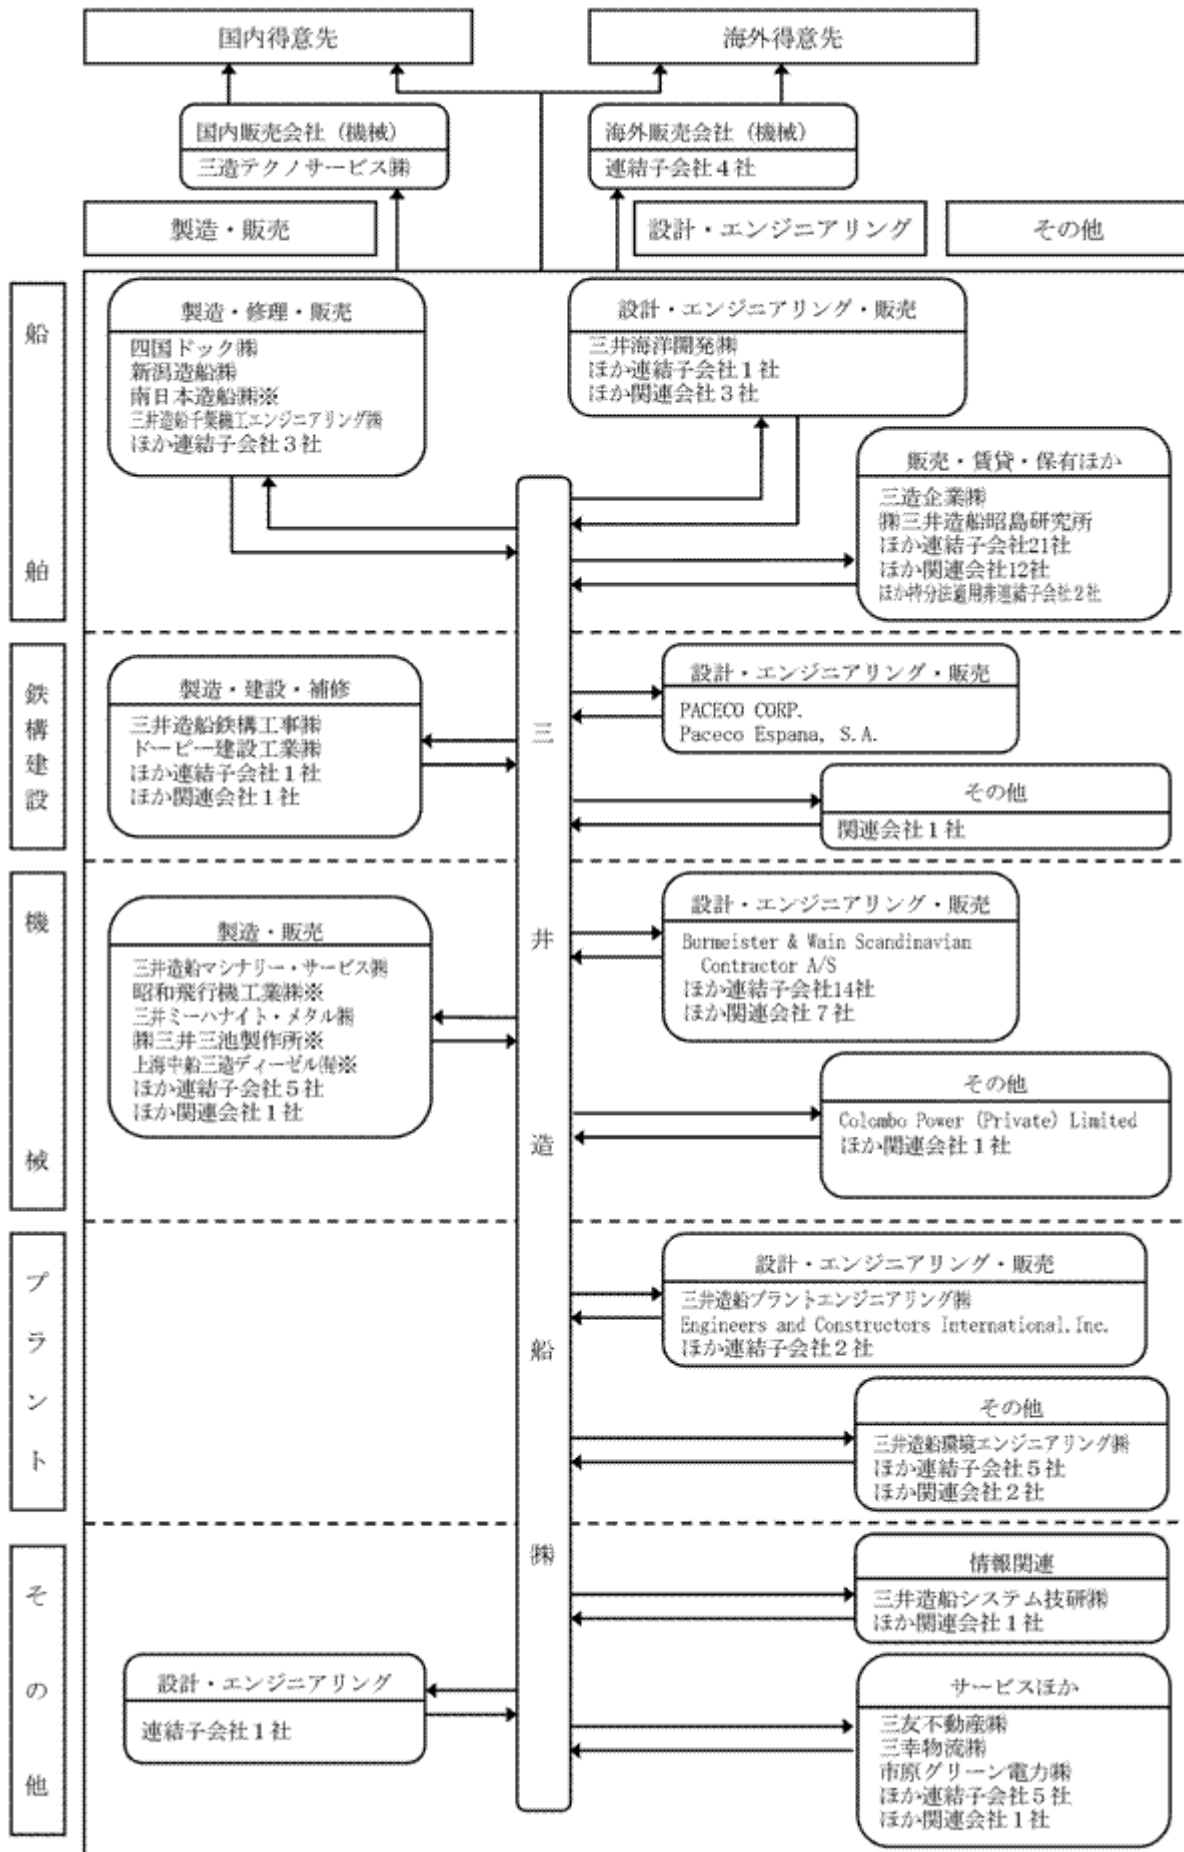 国内得意先
海外得意先
国内販売会社（機械）
三造テクノサービス㈱
海外販売会社（機械）
連結子会社４社
製造・販売
設計・エンジニアリング
その他
船舶
製造・修理・販売
四国ドック㈱
新潟造船㈱
南日本造船㈱※
三井造船千葉機工エンジニアリング㈱
ほか連結子会社３社
設計・エンジニアリング・販売
三井海洋開発㈱
ほか連結子会社１社
ほか関連会社３社
販売・賃貸・保有ほか
三造企業㈱
㈱三井造船昭島研究所
ほか連結子会社21社
ほか関連会社12社
ほか持分法適用非連結子会社２社
三井造船㈱
鉄構建設
製造・建設・補修
三井造船鉄構工事㈱
ドーピー建設工業㈱
ほか連結子会社１社
ほか関連会社１社
設計・エンジニアリング・販売
PACECO CORP.
Paceco Espana, S.A.
その他
関連会社１社
機械
製造・販売
三井造船マシナリー・サービス㈱
昭和飛行機工業㈱※
三井ミーハナイト・メタル㈱
㈱三井三池製作所※
上海中船三造ディーゼル㈲※
ほか連結子会社５社
ほか関連会社１社
設計・エンジニアリング・販売
Burmeister & Wain Scandinavian
Contractor A/S
ほか連結子会社14社
ほか関連会社７社
その他
Colombo Power (Private) Limited
ほか関連会社１社
プラント
設計・エンジニアリング・販売
三井造船プラントエンジニアリング㈱
Engineers and Constructors International,Inc.
ほか連結子会社２社
その他
三井造船環境エンジニアリング㈱
ほか連結子会社５社
ほか関連会社２社
その他
設計・エンジニアリング
連結子会社１社
情報関連
三井造船システム技研㈱
ほか関連会社１社
サービスほか
三友不動産㈱
三幸物流㈱
市原グリーン電力㈱
ほか連結子会社５社
ほか関連会社１社